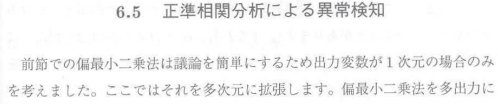 6.5 正準相関分析による異常検知
前節での偏最小二乗法は議論を簡単にするため出力変数が1次元の場合のみ
を考えました。ここではそれを多次元に拡張します。偏最小二乗法を多出力に